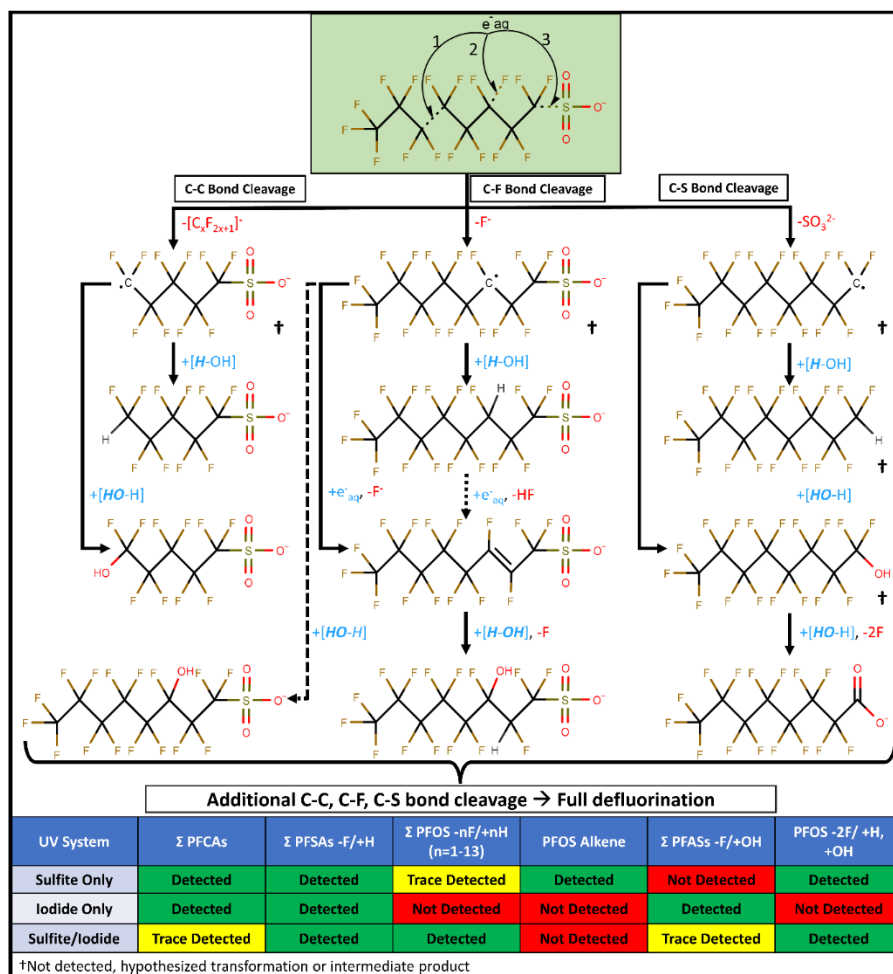 e⁻aq
1 2 3
F F F F F F F F O
F S O⁻
F F F F F F F F O
C-C Bond Cleavage C-F Bond Cleavage C-S Bond Cleavage
-[CₓF₂ₓ₊₁]⁻ -F⁻ -SO₃²⁻
†
†
†
+[H-OH] +[H-OH] +[H-OH]
†
+[HO-H] +e⁻aq, -F⁻ +e⁻aq, -HF +[HO-H]
HO
OH
†
+[HO-H] +[H-OH], -F +[HO-H], -2F
OH OH O
H O⁻
Additional C-C, C-F, C-S bond cleavage → Full defluorination
UV System Σ PFCAs Σ PFSAs -F/+H Σ PFOS -nF/+nH (n=1-13) PFOS Alkene Σ PFASs -F/+OH PFOS -2F/ +H, +OH
Sulfite Only Detected Detected Trace Detected Detected Not Detected Detected
Iodide Only Detected Detected Not Detected Not Detected Detected Not Detected
Sulfite/Iodide Trace Detected Detected Detected Not Detected Trace Detected Detected
†Not detected, hypothesized transformation or intermediate product